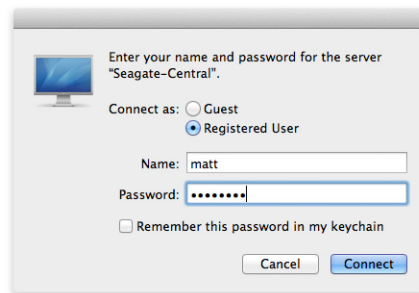 Enter your name and password for the server
“Seagate-Central”.
Connect as: Guest
Registered User
Name: matt
Password: ••••••••
Remember this password in my keychain
Cancel Connect